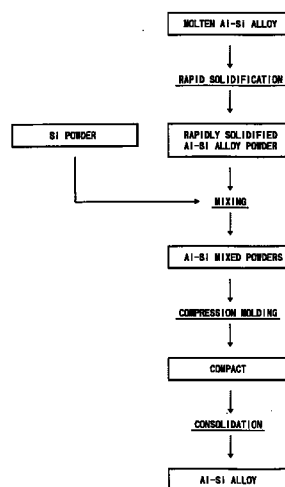 MOLTEN Al-Si ALLOY
RAPID SOLIDIFICATION
Si POWDER
RAPIDLY SOLIDIFIED
Al-Si ALLOY POWDER
MIXING
Al-Si MIXED POWDERS
COMPRESSION MOLDING
COMPACT
CONSOLIDATION
Al-Si ALLOY